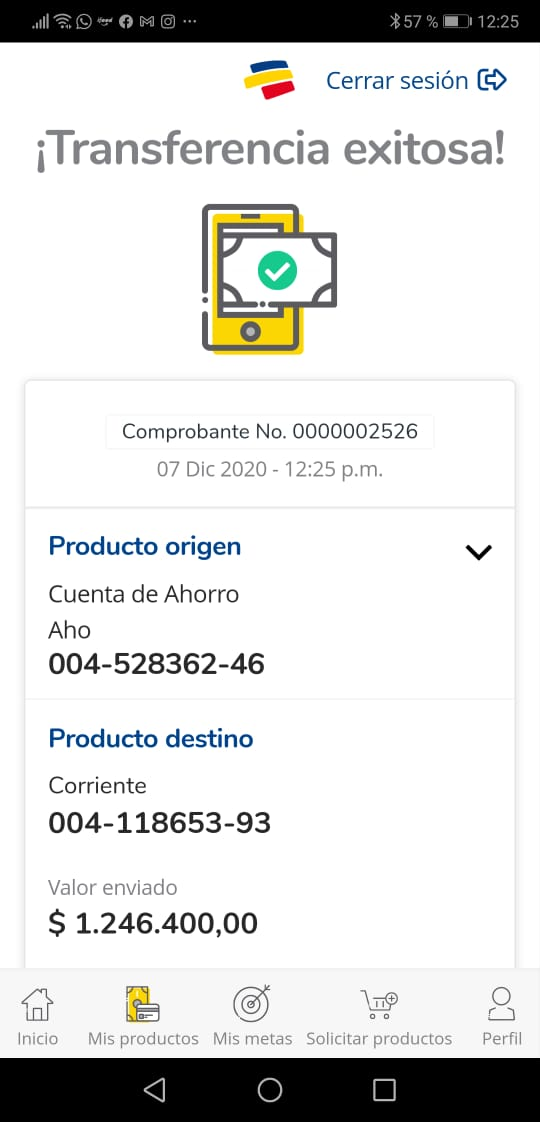 57 % 12:25
Cerrar sesión
¡Transferencia exitosa!
Comprobante No. 0000002526
07 Dic 2020 - 12:25 p.m.
Producto origen
Cuenta de Ahorro
Aho
004-528362-46
Producto destino
Corriente
004-118653-93
Valor enviado
$ 1.246.400,00
Inicio Mis productos Mis metas Solicitar productos Perfil